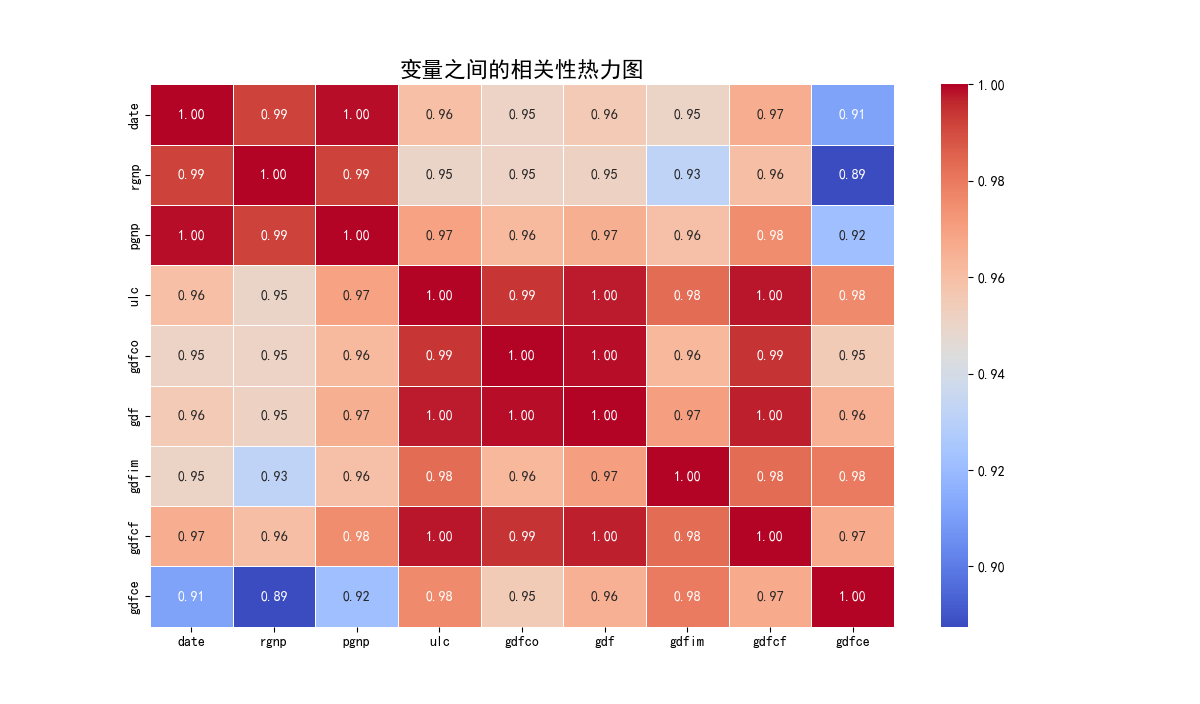 变量之间的相关性热力图
date 1.00 0.99 1.00 0.96 0.95 0.96 0.95 0.97 0.91
rgnp 0.99 1.00 0.99 0.95 0.95 0.95 0.93 0.96 0.89
pgnp 1.00 0.99 1.00 0.97 0.96 0.97 0.96 0.98 0.92
ulc 0.96 0.95 0.97 1.00 0.99 1.00 0.98 1.00 0.98
gdfco 0.95 0.95 0.96 0.99 1.00 1.00 0.96 0.99 0.95
gdf 0.96 0.95 0.97 1.00 1.00 1.00 0.97 1.00 0.96
gdfim 0.95 0.93 0.96 0.98 0.96 0.97 1.00 0.98 0.98
gdfcf 0.97 0.96 0.98 1.00 0.99 1.00 0.98 1.00 0.97
gdfce 0.91 0.89 0.92 0.98 0.95 0.96 0.98 0.97 1.00
date rgnp pgnp ulc gdfco gdf gdfim gdfcf gdfce
1.00
0.98
0.96
0.94
0.92
0.90